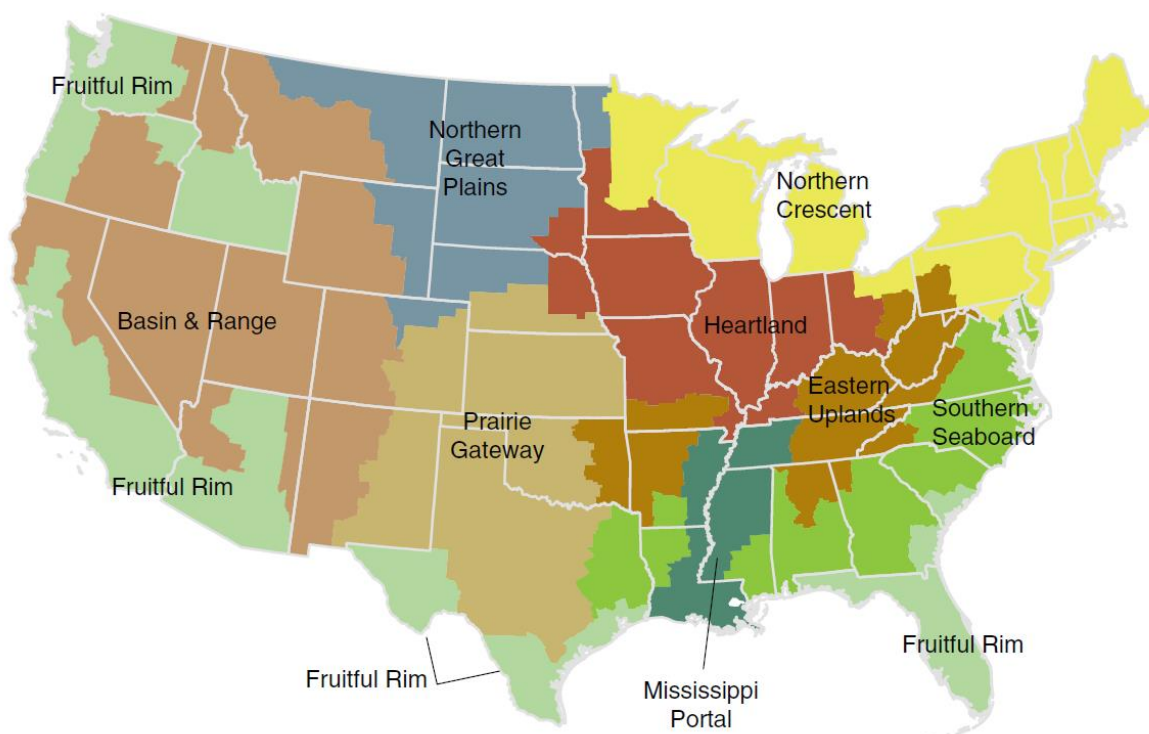 Fruitful Rim
Northern
Great
Plains
Northern
Crescent
Basin & Range
Heartland
Eastern
Uplands
Prairie
Gateway
Southern
Seaboard
Fruitful Rim
Fruitful Rim
Fruitful Rim
Mississippi
Portal